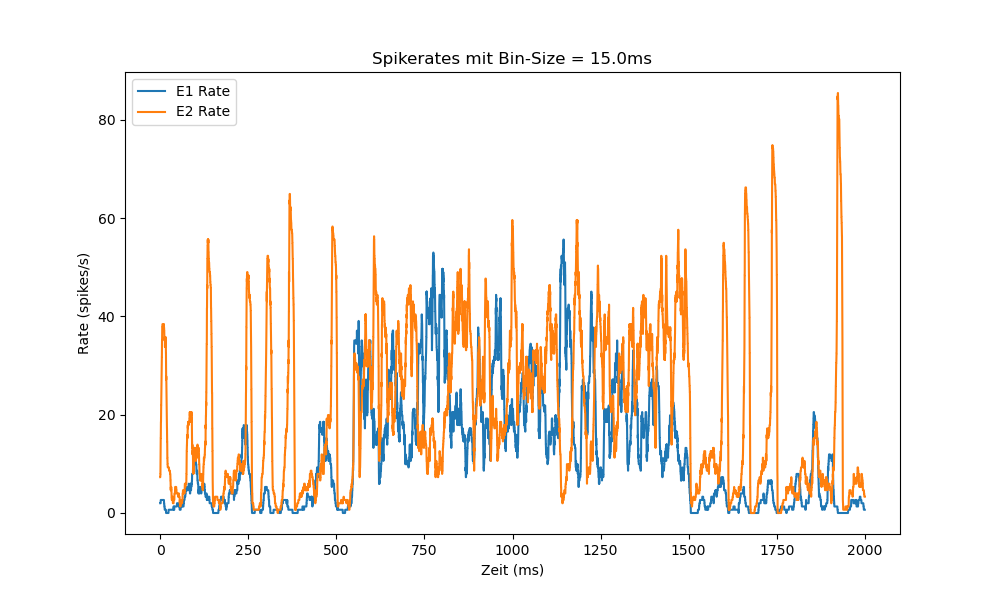 Spikerates mit Bin-Size = 15.0ms
E1 Rate
E2 Rate
80
60
40
20
0
Rate (spikes/s)
0 250 500 750 1000 1250 1500 1750 2000
Zeit (ms)